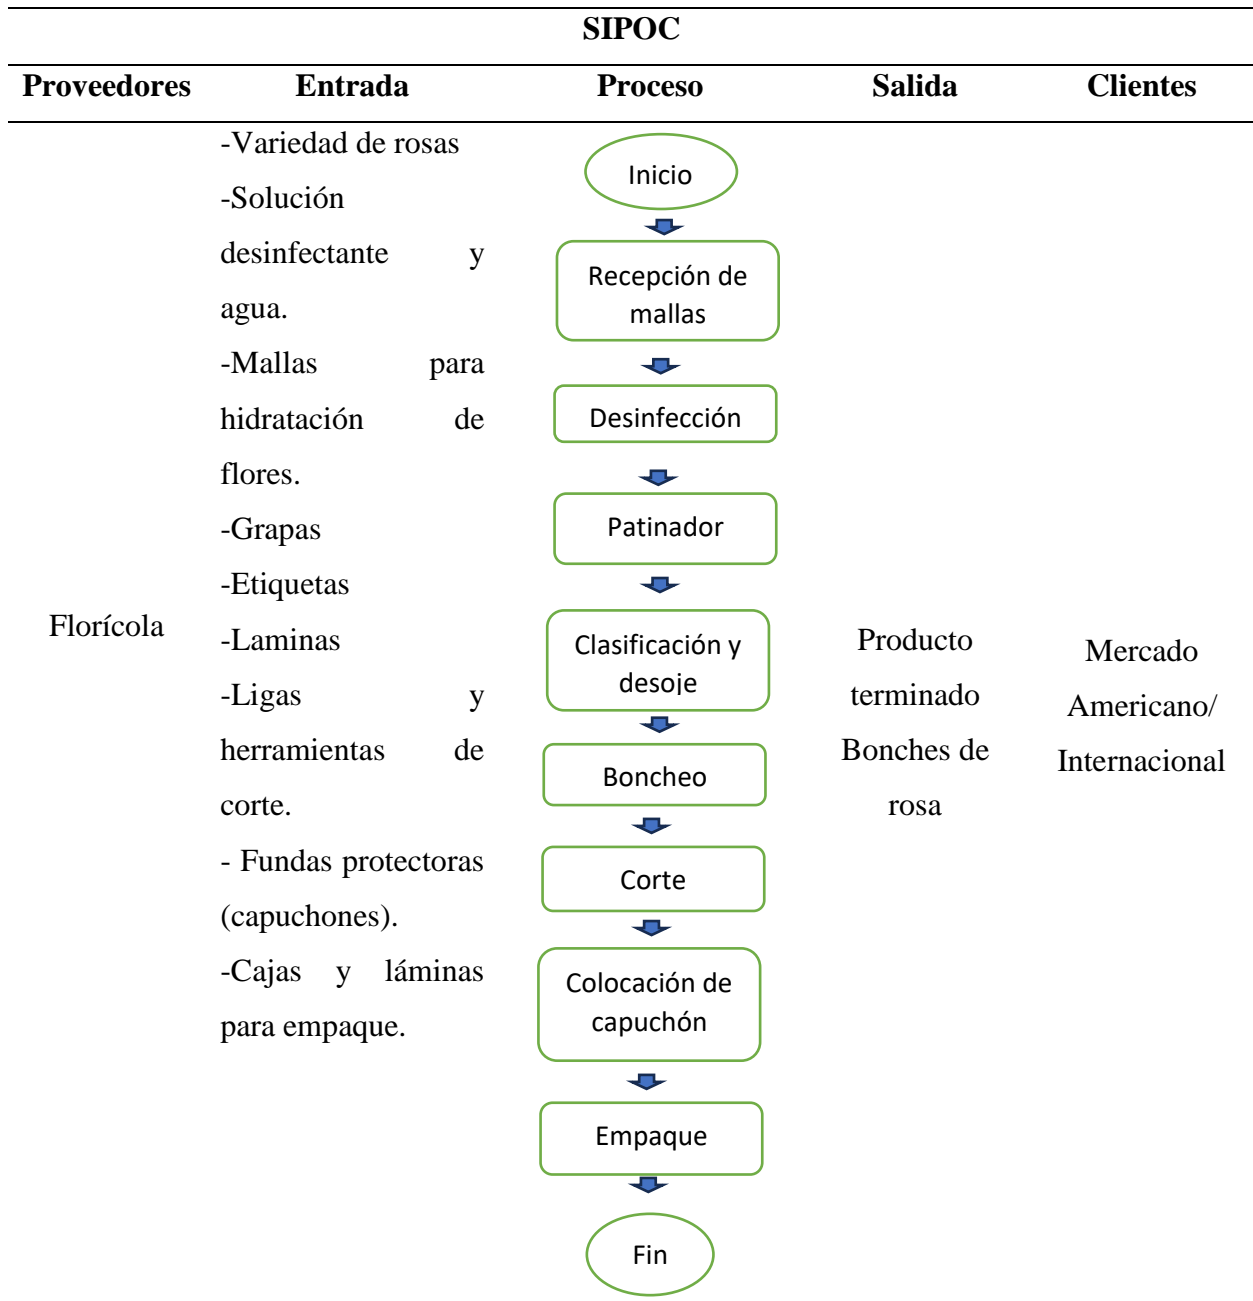 SIPOC
Proveedores Entrada Proceso Salida Clientes
Florícola
-Variedad de rosas
-Solución
desinfectante y
agua.
-Mallas para
hidratación de
flores.
-Grapas
-Etiquetas
-Laminas
-Ligas y
herramientas de
corte.
- Fundas protectoras
(capuchones).
-Cajas y láminas
para empaque.
Inicio
Recepción de
mallas
Desinfección
Patinador
Clasificación y
desoje
Boncheo
Corte
Colocación de
capuchón
Empaque
Fin
Producto
terminado
Bonches de
rosa
Mercado
Americano/
Internacional